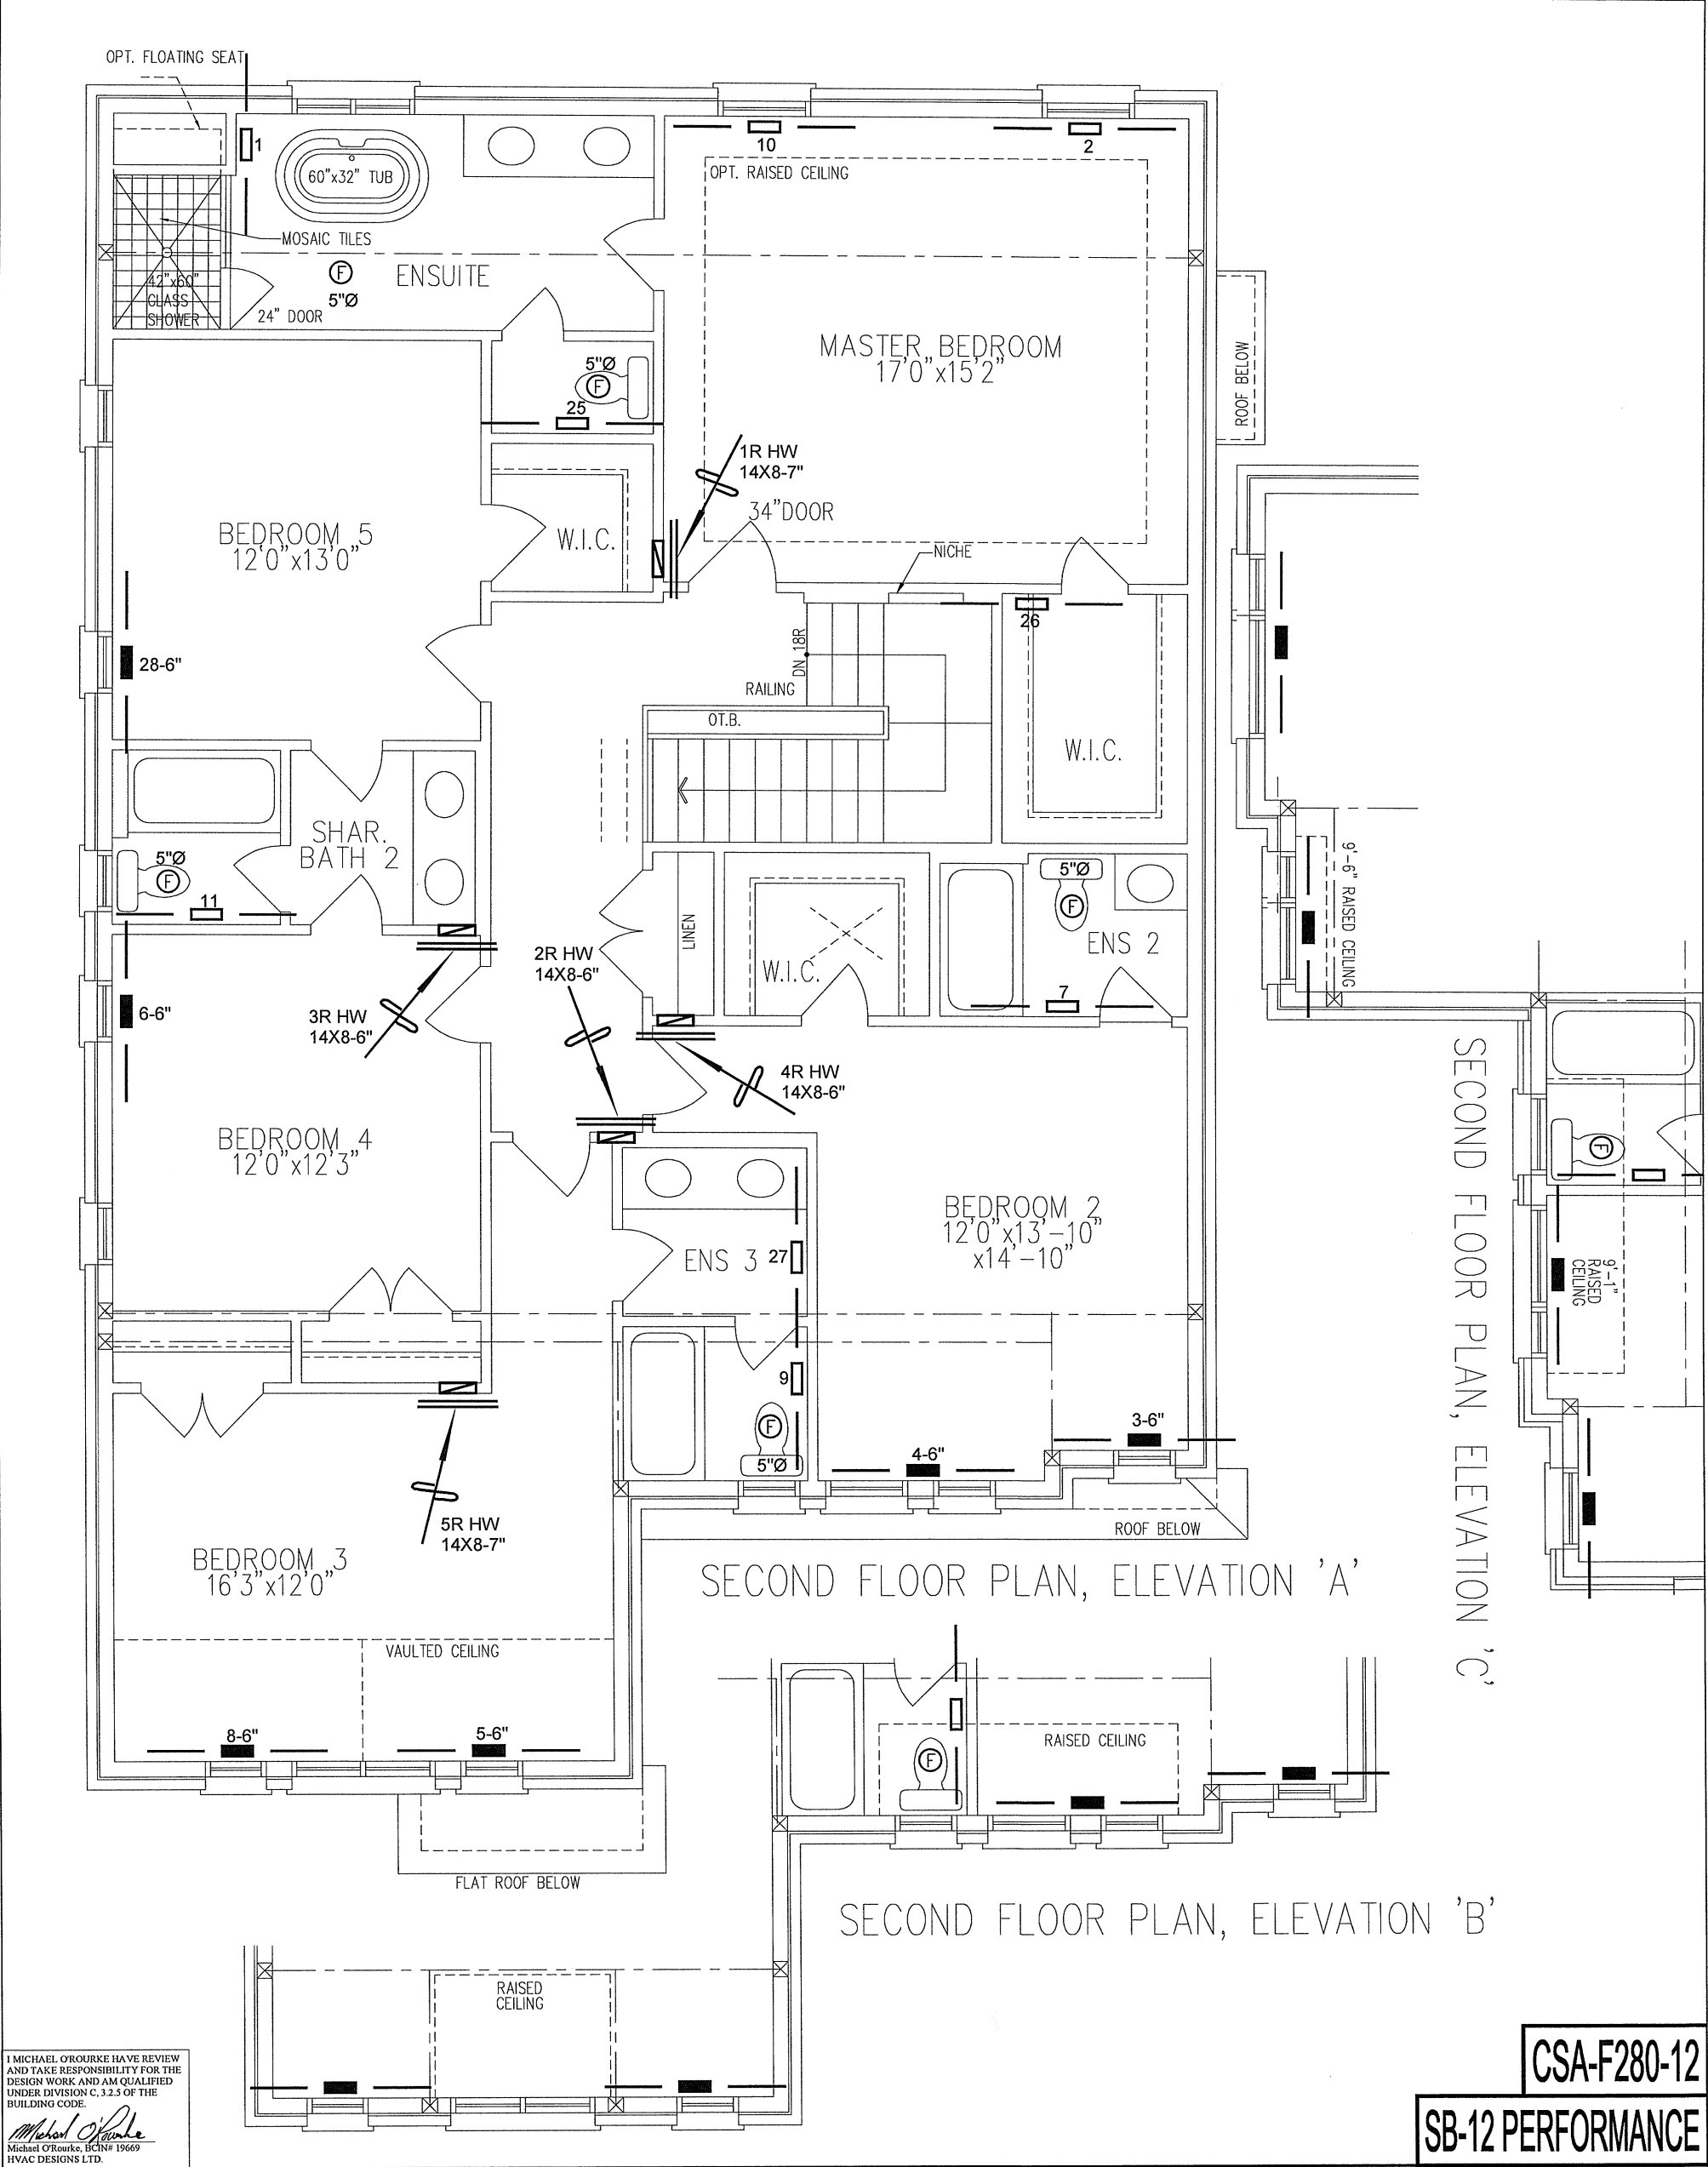 OPT. FLOATING SEAT
1
10
2
60"x32" TUB
OPT. RAISED CEILING
MOSAIC TILES
F
5"Ø
ENSUITE
42"x60"
GLASS
SHOWER
24" DOOR
MASTER BEDROOM
17'0"x15'2"
ROOF BELOW
5"Ø
F
25
1R HW
14X8-7"
34"DOOR
BEDROOM 5
12'0"x13'0"
W.I.C.
NICHE
26
DN 18R
RAILING
28-6"
OT.B.
W.I.C.
SHAR.
BATH 2
5"Ø
F
11
LINEN
W.I.C.
5"Ø
F
ENS 2
7
9'-6" RAISED CEILING
2R HW
14X8-6"
6-6"
3R HW
14X8-6"
4R HW
14X8-6"
BEDROOM 4
12'0"x12'3"
F
BEDROOM 2
12'0"x13'-10"
x14'-10"
ENS 3
27
9'-1"
RAISED
CEILING
9
F
5"Ø
4-6"
3-6"
SECOND FLOOR PLAN, ELEVATION 'C'
5R HW
14X8-7"
ROOF BELOW
BEDROOM 3
16'3"x12'0"
SECOND FLOOR PLAN, ELEVATION 'A'
VAULTED CEILING
8-6"
5-6"
F
RAISED CEILING
FLAT ROOF BELOW
SECOND FLOOR PLAN, ELEVATION 'B'
RAISED
CEILING
I MICHAEL O'ROURKE HAVE REVIEW
AND TAKE RESPONSIBILITY FOR THE
DESIGN WORK AND AM QUALIFIED
UNDER DIVISION C, 3.2.5 OF THE
BUILDING CODE.
Michael O'Rourke
Michael O'Rourke, BCIN# 19669
HVAC DESIGNS LTD.
CSA-F280-12
SB-12 PERFORMANCE